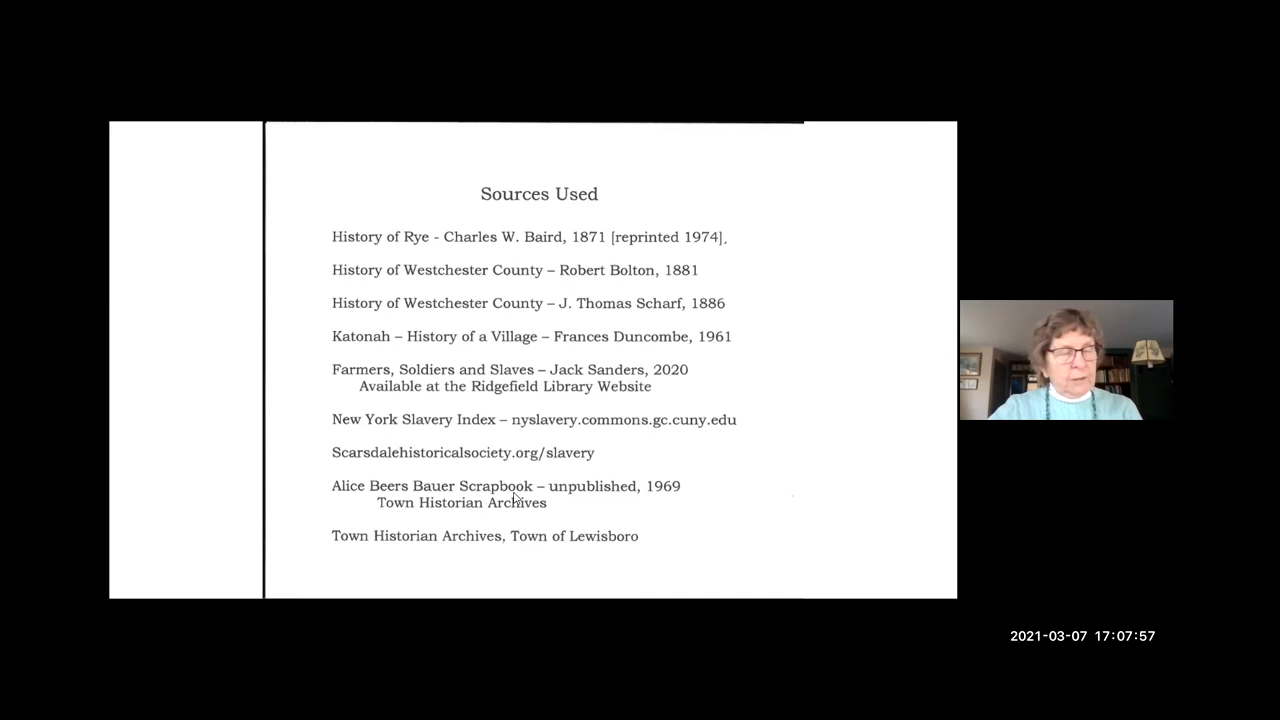 Sources Used
History of Rye - Charles W. Baird, 1871 [reprinted 1974],
History of Westchester County – Robert Bolton, 1881
History of Westchester County – J. Thomas Scharf, 1886
Katonah – History of a Village – Frances Duncombe, 1961
Farmers, Soldiers and Slaves – Jack Sanders, 2020
Available at the Ridgefield Library Website
New York Slavery Index – nyslavery.commons.gc.cuny.edu
Scarsdalehistoricalsociety.org/slavery
Alice Beers Bauer Scrapbook – unpublished, 1969
Town Historian Archives
Town Historian Archives, Town of Lewisboro
2021-03-07 17:07:57